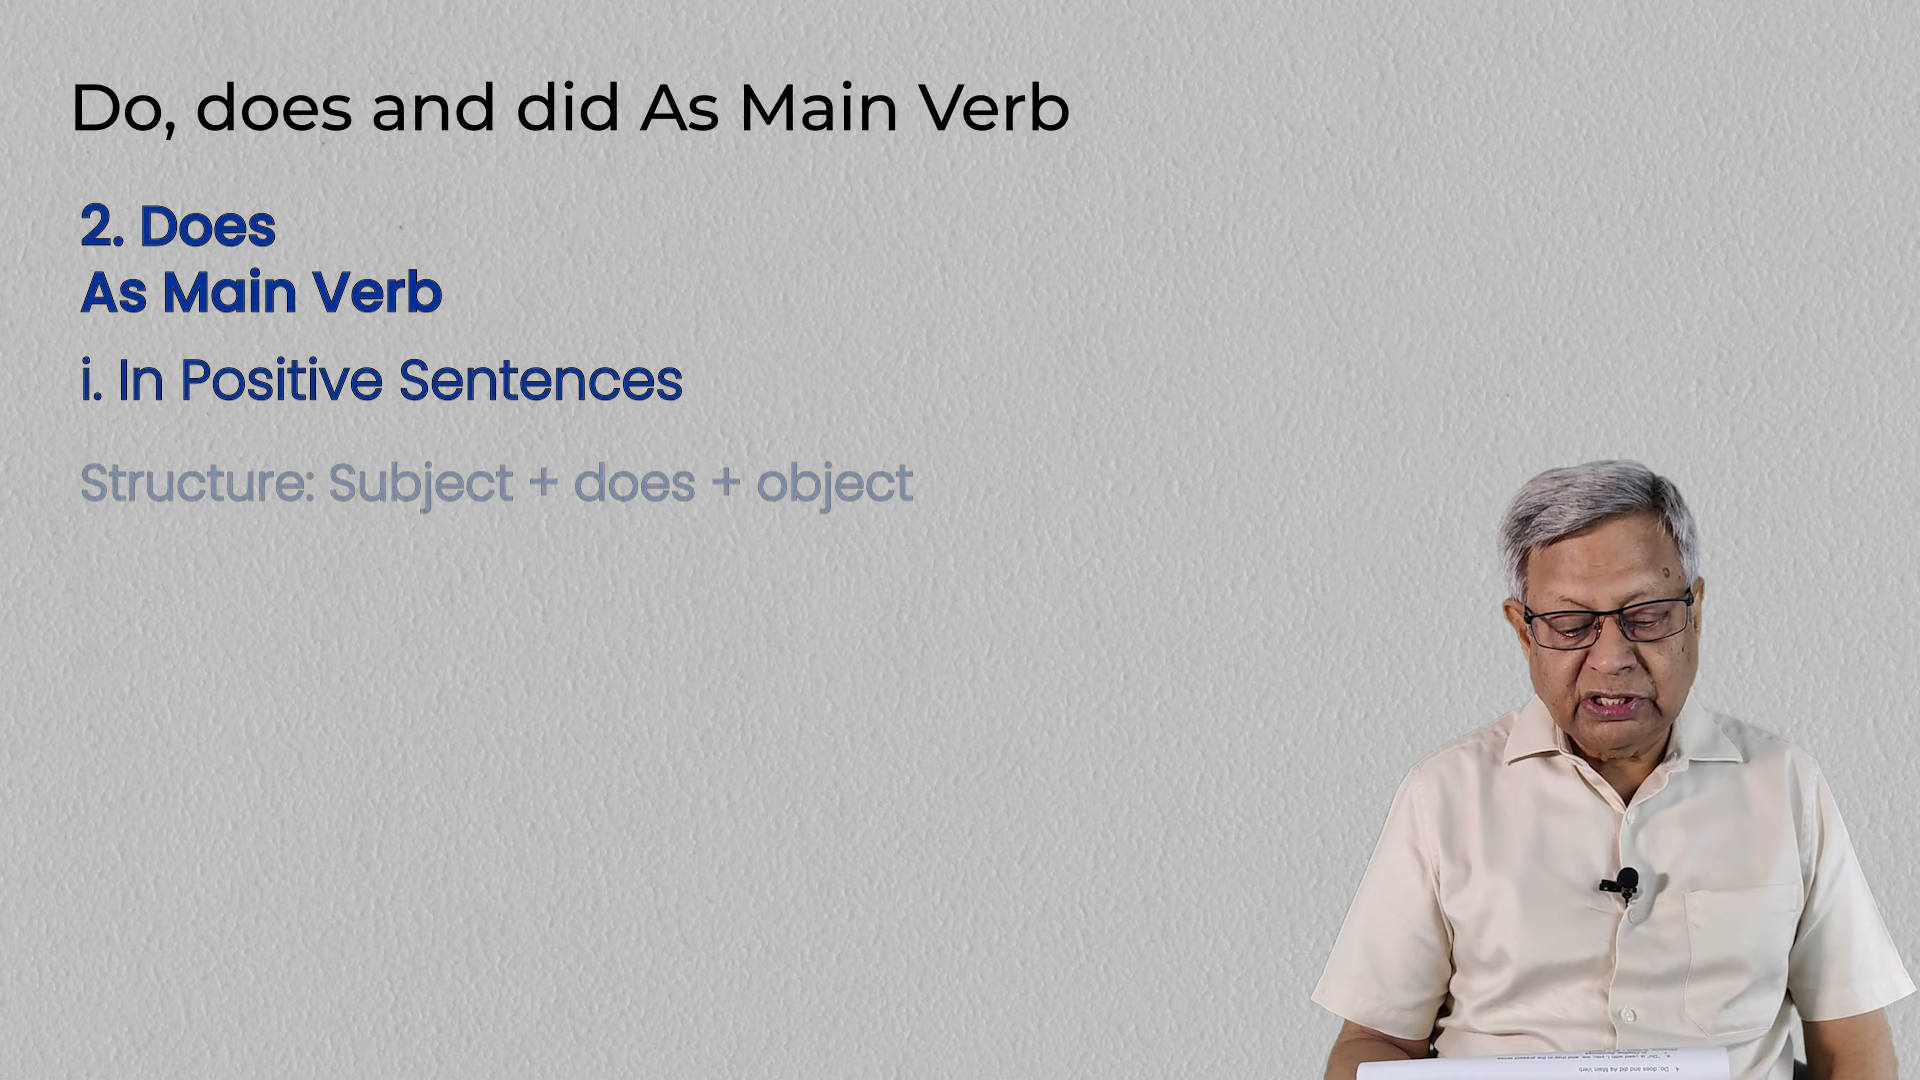 Do, does and did As Main Verb
2. Does
As Main Verb
i. In Positive Sentences
Structure: Subject + does + object